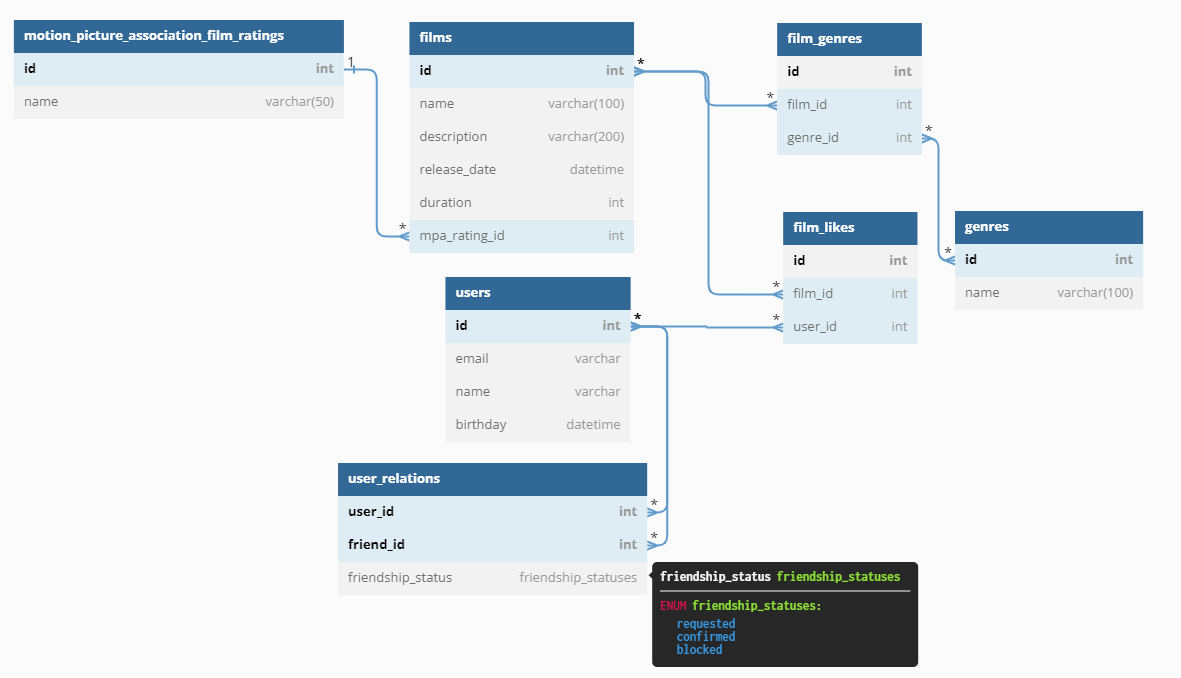 motion_picture_association_film_ratings
id int
name varchar(50)
1
*
films
id int
name varchar(100)
description varchar(200)
release_date datetime
duration int
mpa_rating_id int
*
*
film_genres
id int
film_id int
genre_id int
*
*
film_likes
id int
film_id int
user_id int
*
*
genres
id int
name varchar(100)
users
id int
email varchar
name varchar
birthday datetime
*
user_relations
user_id int
friend_id int
friendship_status friendship_statuses
*
*
friendship_status friendship_statuses
ENUM friendship_statuses:
requested
confirmed
blocked